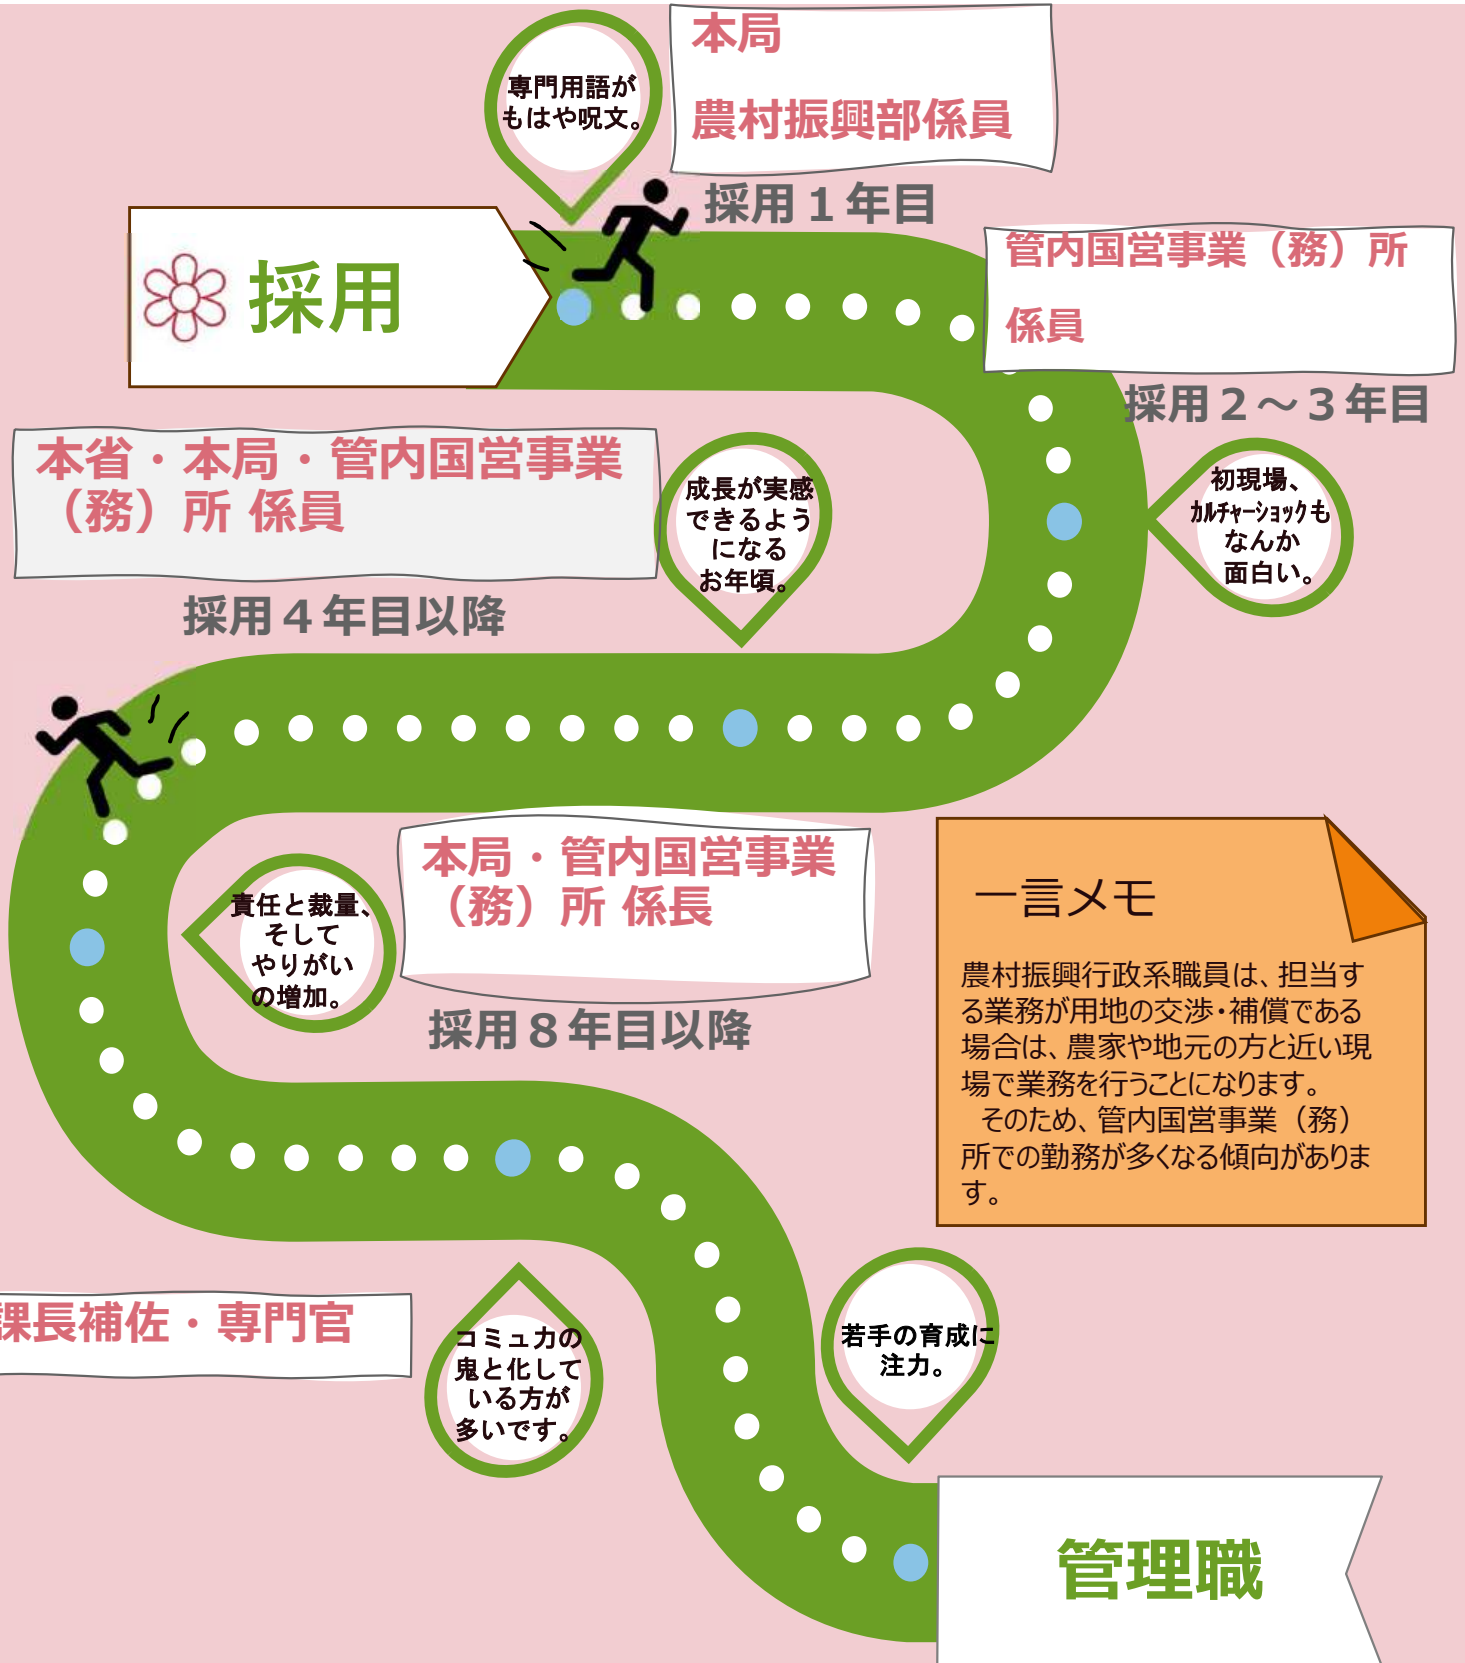 本局
農村振興部係員
専門用語が
もはや呪文。
採用１年目
採用
管内国営事業（務）所
係員
採用２～３年目
初現場、
ｶﾙﾁｬｰｼｮｯｸも
なんか
面白い。
本省・本局・管内国営事業
（務）所 係員
採用４年目以降
成長が実感
できるよう
になる
お年頃。
本局・管内国営事業
（務）所 係長
採用８年目以降
責任と裁量、
そして
やりがい
の増加。
一言メモ
農村振興行政系職員は、担当す
る業務が用地の交渉・補償である
場合は、農家や地元の方と近い現
場で業務を行うことになります。
　そのため、管内国営事業（務）
所での勤務が多くなる傾向がありま
す。
課長補佐・専門官
コミュ力の
鬼と化して
いる方が
多いです。
若手の育成に
注力。
管理職